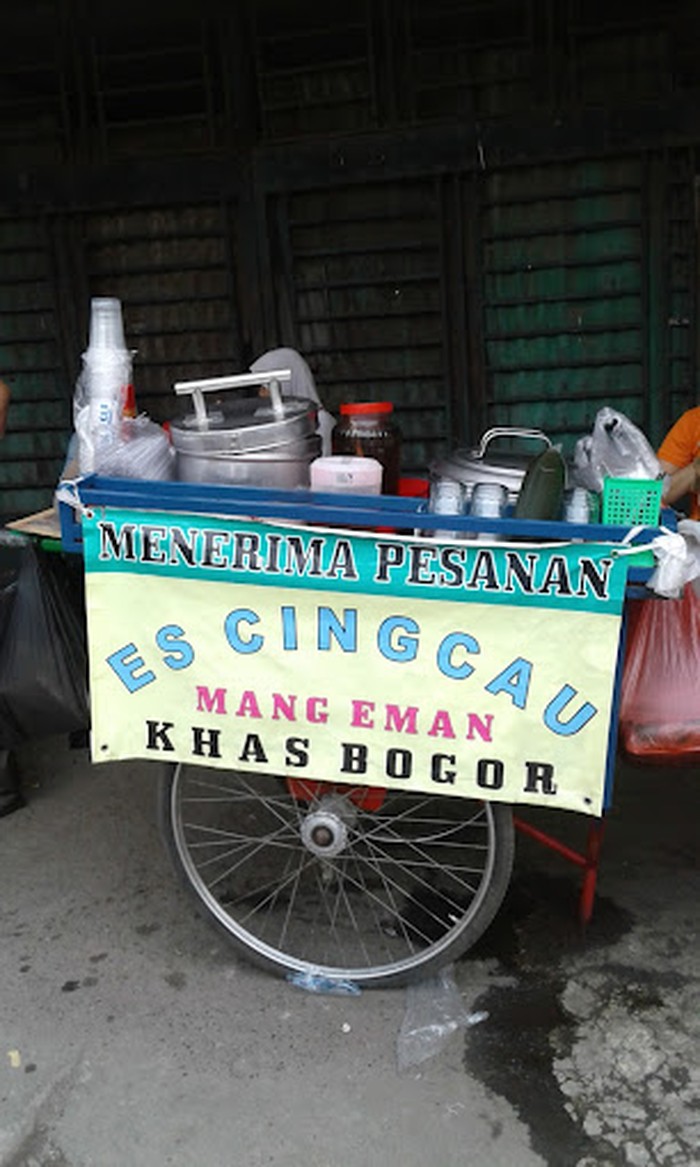 MENERIMA PESANAN
ES CINGCAU
MANG EMAN
KHAS BOGOR